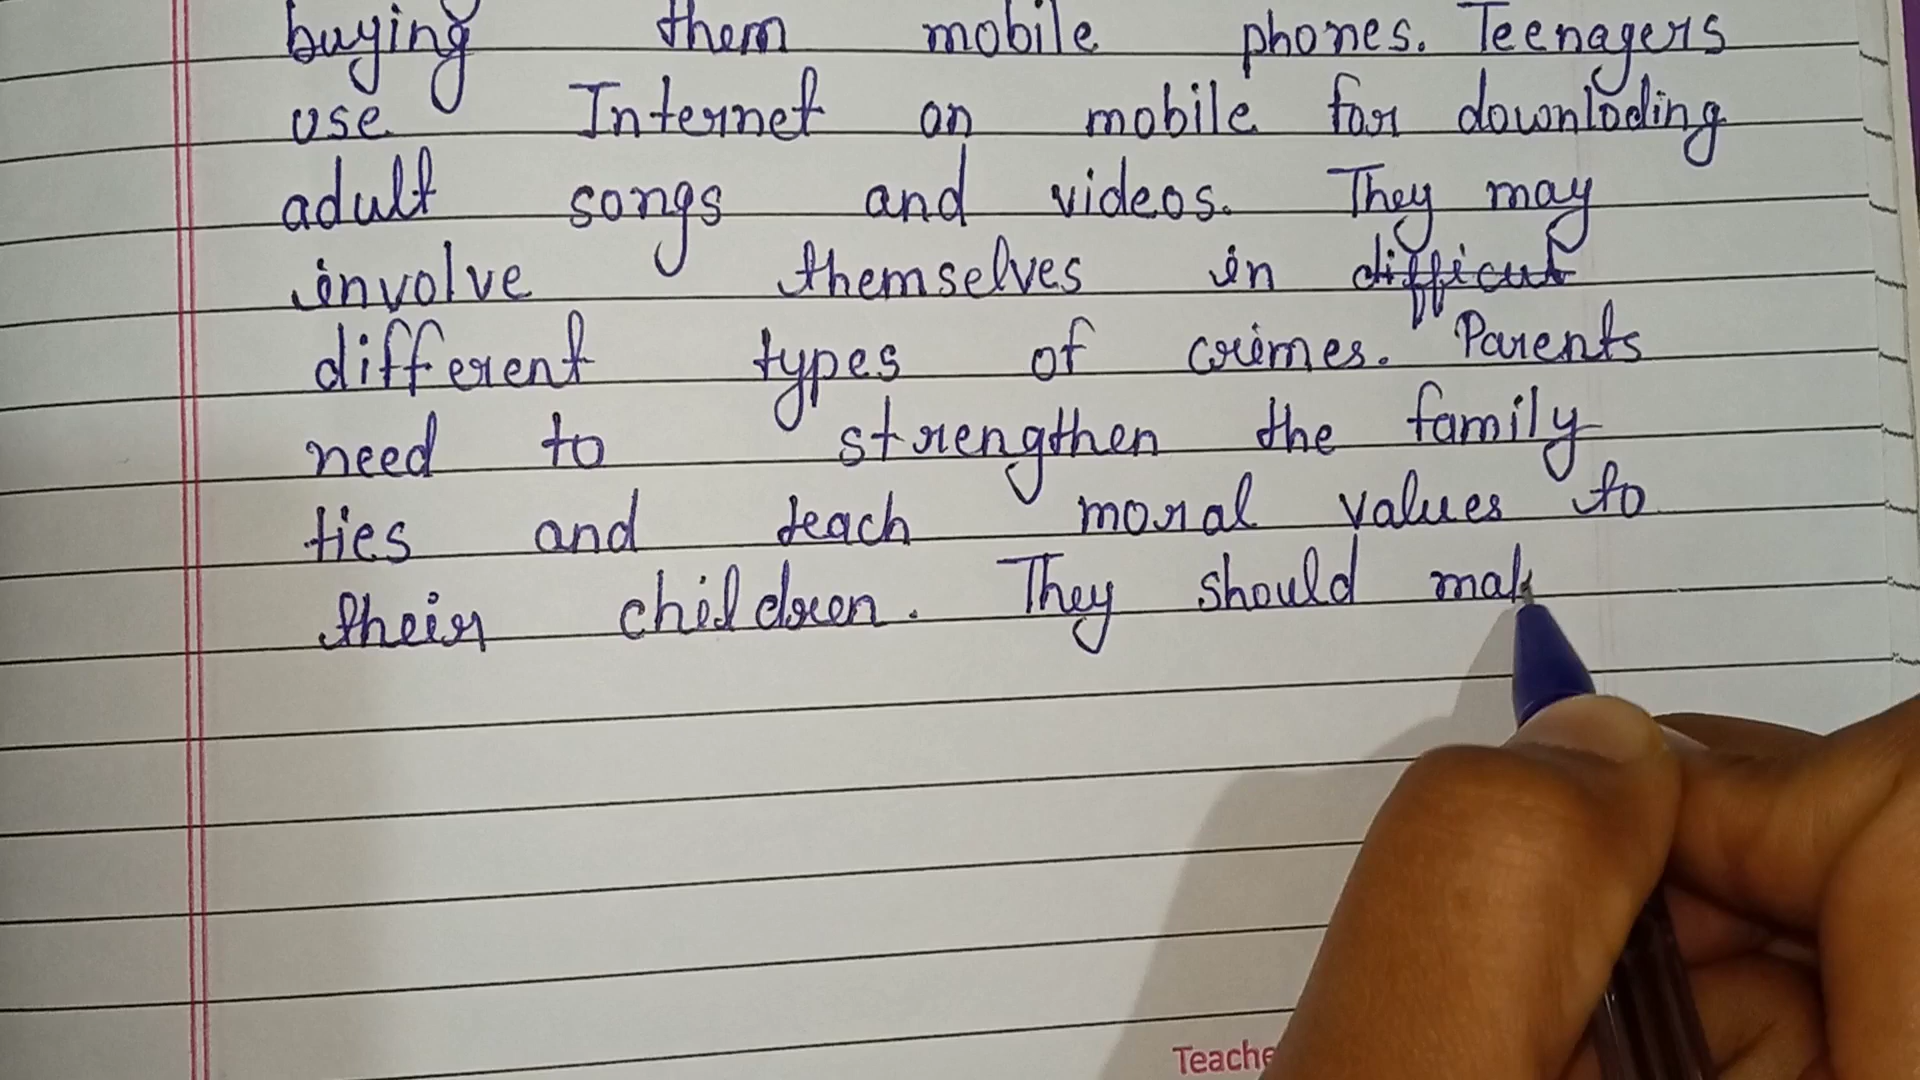 buying them mobile phones. Teenagers
use Internet on mobile for downloding
adult songs and videos. They may
involve themselves in difficut
different types of crimes. Parents
need to strengthen the family
ties and teach moral values to
their children. They should mak
Teache